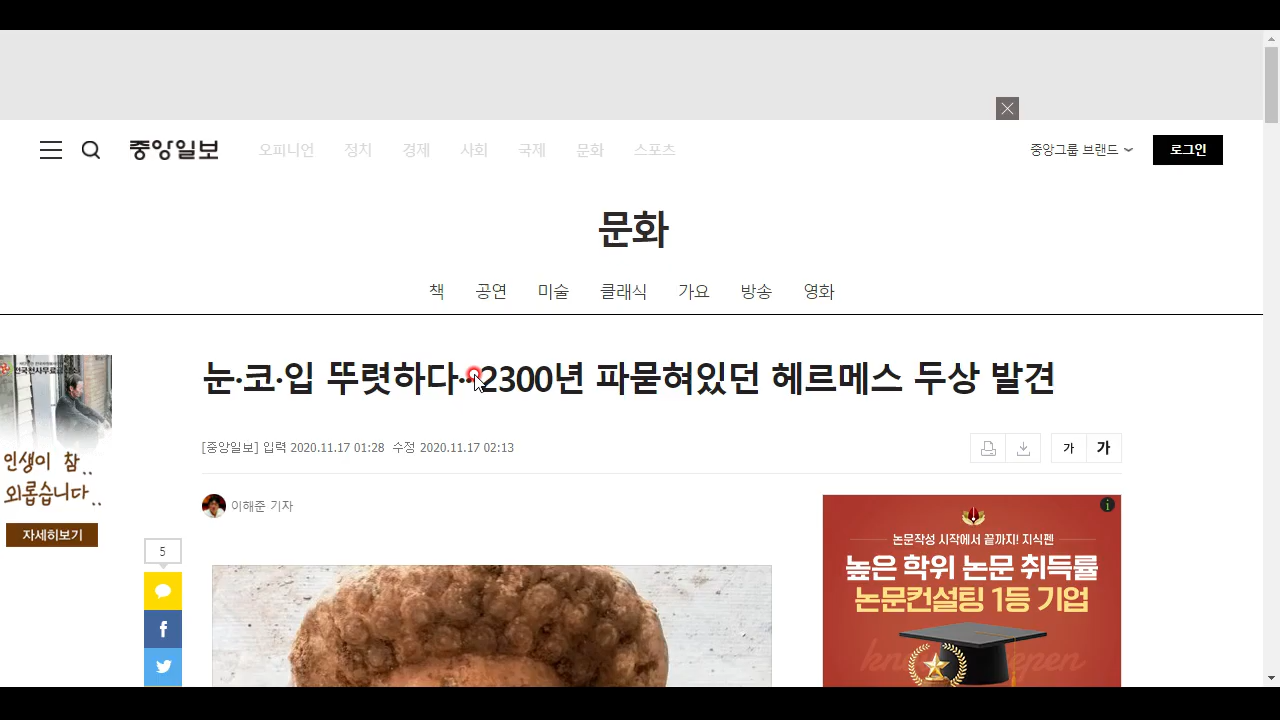 중앙일보 오피니언 정치 경제 사회 국제 문화 스포츠 중앙그룹 브랜드 로그인
문화
책 공연 미술 클래식 가요 방송 영화
눈·코·입 뚜렷하다··2300년 파묻혀있던 헤르메스 두상 발견
[중앙일보] 입력 2020.11.17 01:28 수정 2020.11.17 02:13
가 가
이해준 기자
인생이 참..
외롭습니다..
자세히보기
5
논문작성 시작에서 끝까지! 지식펜
높은 학위 논문 취득률
논문컨설팅 1등 기업